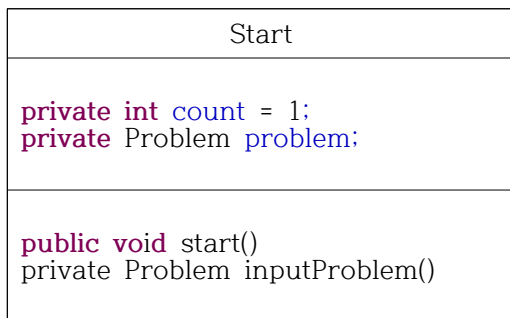 Start
private int count = 1;
private Problem problem;
public void start()
private Problem inputProblem()